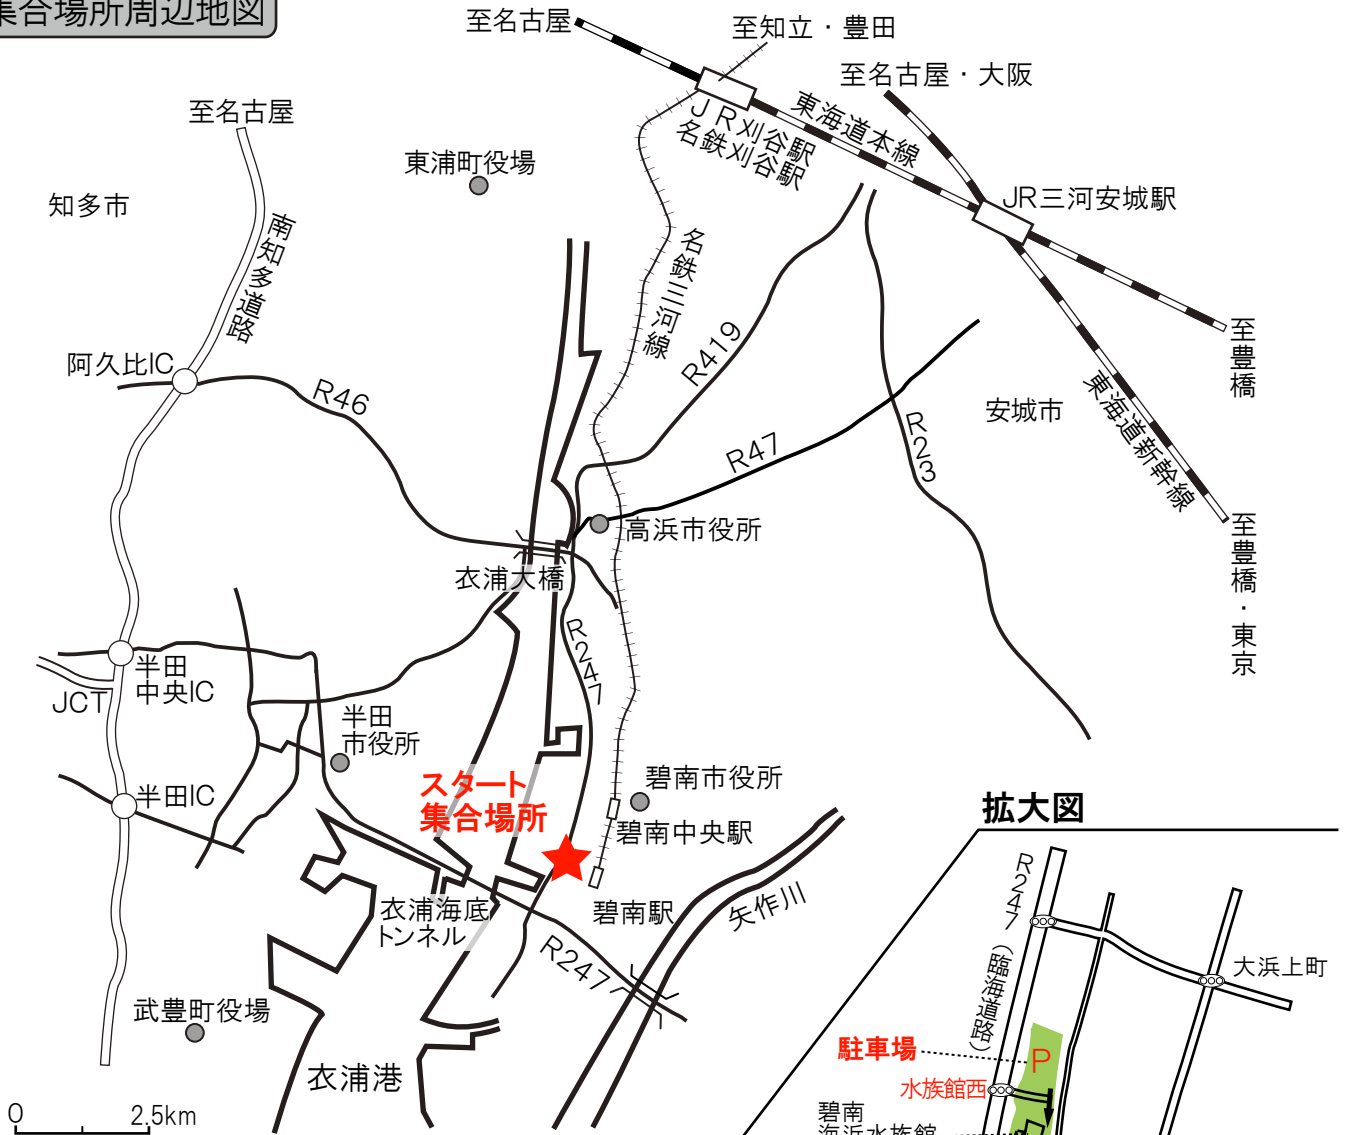 集合場所周辺地図
至名古屋
至知立・豊田
至名古屋・大阪
至名古屋
東海道本線
JR刈谷駅
名鉄刈谷駅
東浦町役場
知多市
JR三河安城駅
南知多道路
名鉄三河線
R419
至豊橋
阿久比IC
R46
安城市
東海道新幹線
R23
R47
高浜市役所
至豊橋・東京
衣浦大橋
R247
半田
中央IC
JCT
半田
市役所
スタート
集合場所
碧南市役所
半田IC
碧南中央駅
拡大図
衣浦海底
トンネル
碧南駅
矢作川
R247
R247(臨海道路)
大浜上町
武豊町役場
駐車場
P
衣浦港
水族館西
0
2.5km
碧南
海浜水族館